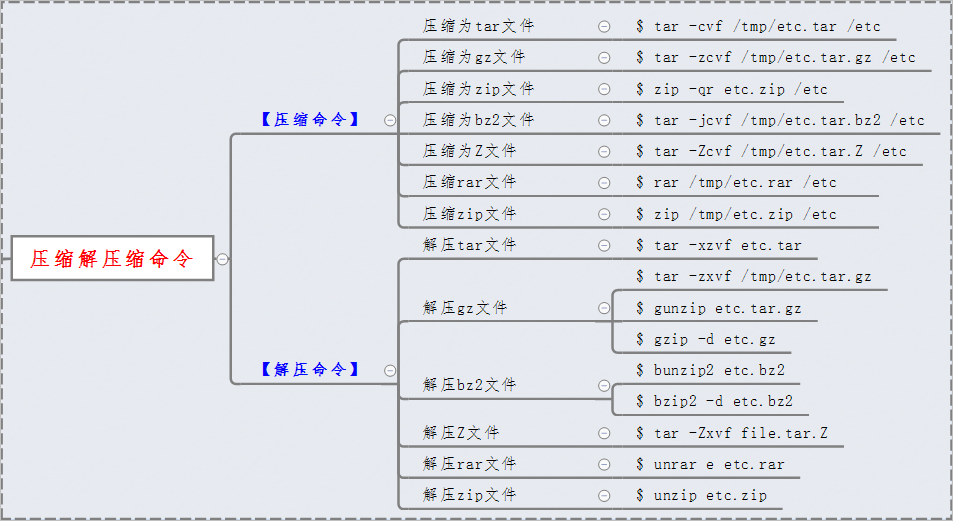 压缩解压缩命令
【压缩命令】
压缩为tar文件 $ tar -cvf /tmp/etc.tar /etc
压缩为gz文件 $ tar -zcvf /tmp/etc.tar.gz /etc
压缩为zip文件 $ zip -qr etc.zip /etc
压缩为bz2文件 $ tar -jcvf /tmp/etc.tar.bz2 /etc
压缩为Z文件 $ tar -Zcvf /tmp/etc.tar.Z /etc
压缩rar文件 $ rar /tmp/etc.rar /etc
压缩zip文件 $ zip /tmp/etc.zip /etc
【解压命令】
解压tar文件 $ tar -xzvf etc.tar
解压gz文件
$ tar -zxvf /tmp/etc.tar.gz
$ gunzip etc.tar.gz
$ gzip -d etc.gz
解压bz2文件
$ bunzip2 etc.bz2
$ bzip2 -d etc.bz2
解压Z文件 $ tar -Zxvf file.tar.Z
解压rar文件 $ unrar e etc.rar
解压zip文件 $ unzip etc.zip